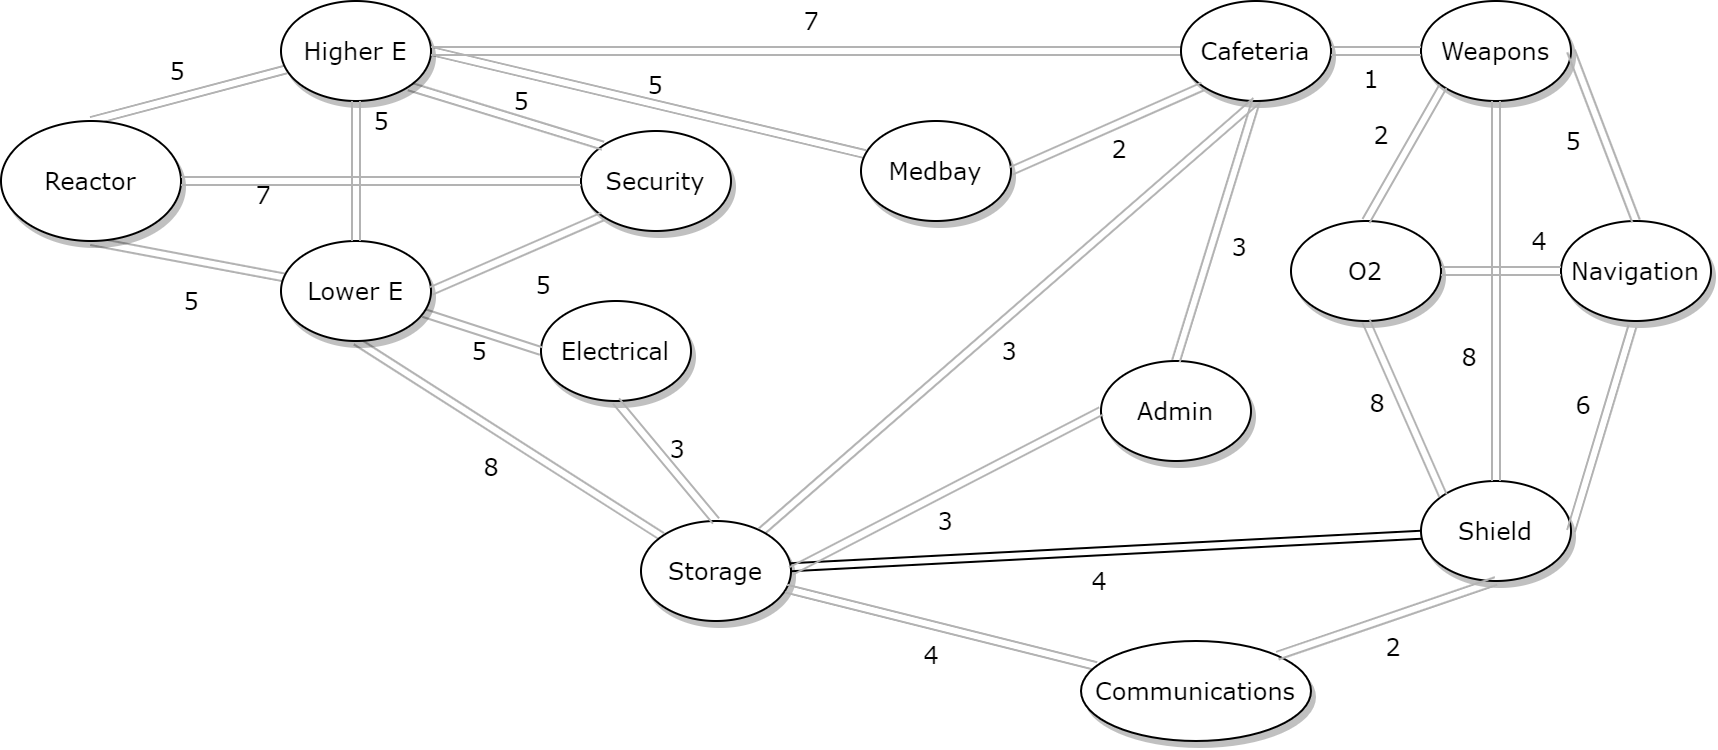 7
Higher E
Cafeteria
Weapons
1
5
5
5
5
2
5
2
Medbay
Reactor
7
Security
3
O2
4
Navigation
Lower E
5
5
Electrical
5
3
8
Admin
8
6
3
8
3
Shield
Storage
4
4
2
Communications